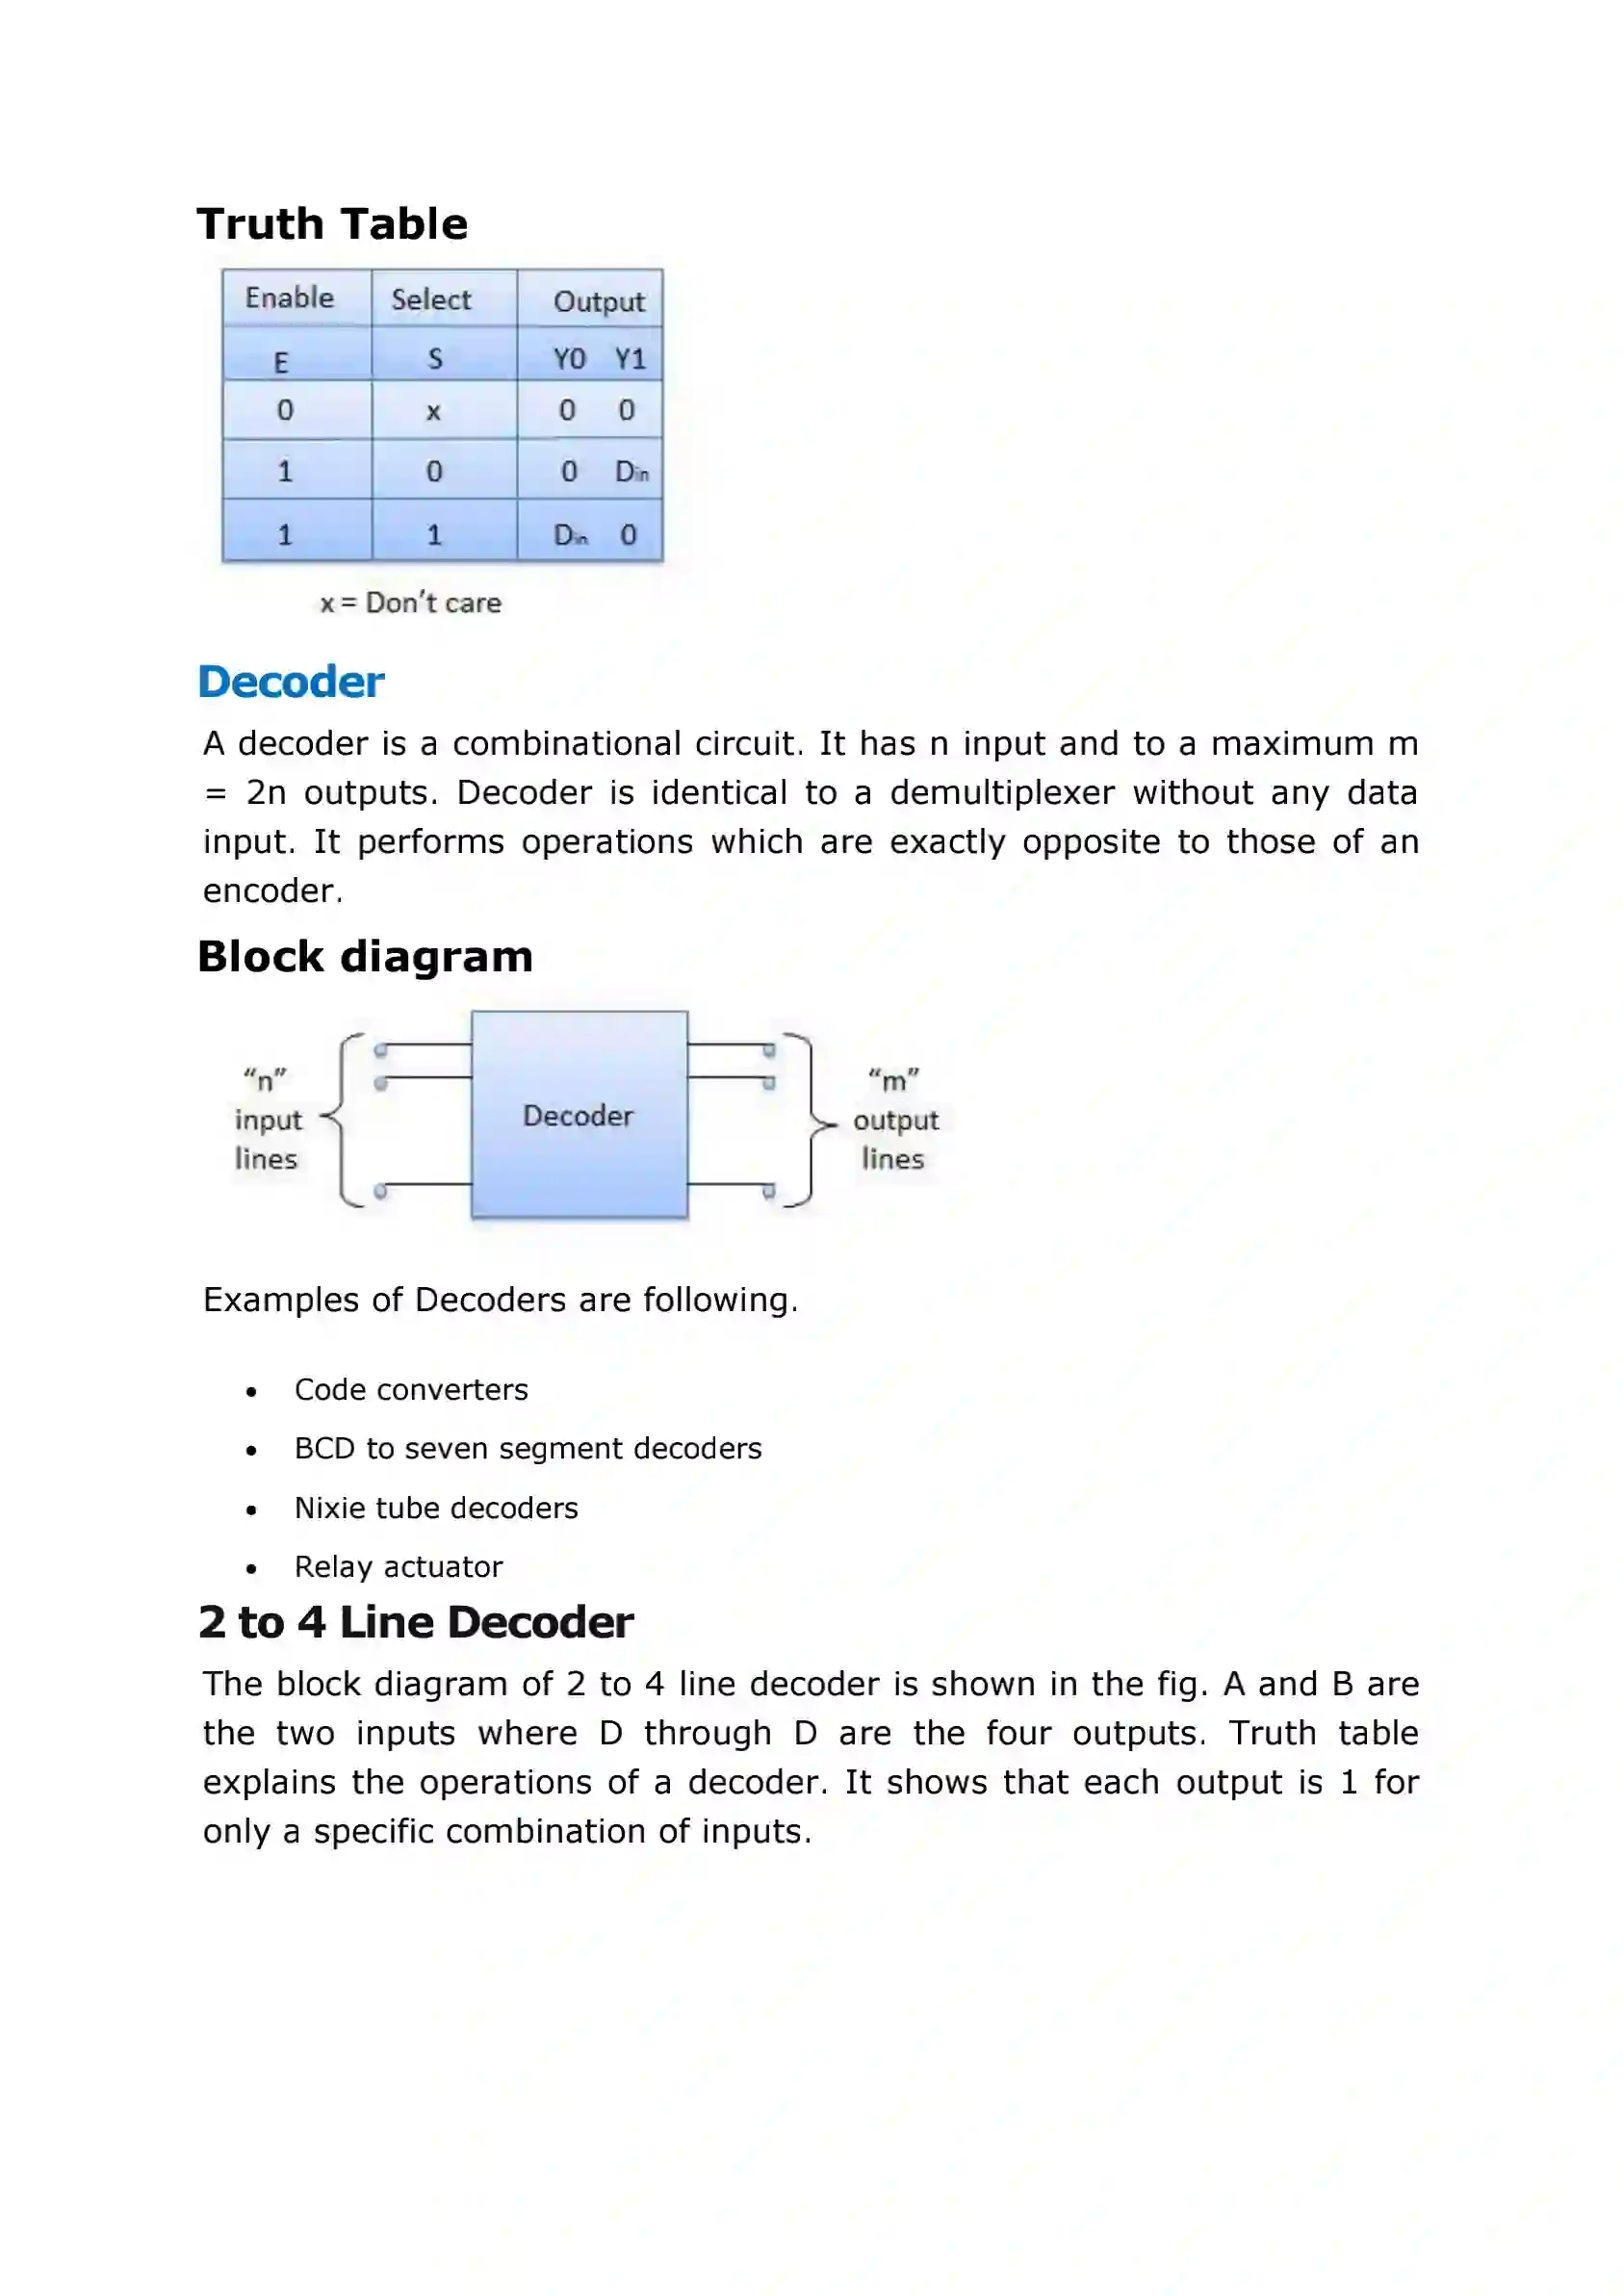 Truth Table
Enable Select Output
E S Y0 Y1
0 x 0 0
1 0 0 Din
1 1 Din 0
x = Don't care
Decoder
A decoder is a combinational circuit. It has n input and to a maximum m
= 2n outputs. Decoder is identical to a demultiplexer without any data
input. It performs operations which are exactly opposite to those of an
encoder.
Block diagram
"n"
input
lines
Decoder
"m"
output
lines
Examples of Decoders are following.
• Code converters
• BCD to seven segment decoders
• Nixie tube decoders
• Relay actuator
2 to 4 Line Decoder
The block diagram of 2 to 4 line decoder is shown in the fig. A and B are
the two inputs where D through D are the four outputs. Truth table
explains the operations of a decoder. It shows that each output is 1 for
only a specific combination of inputs.